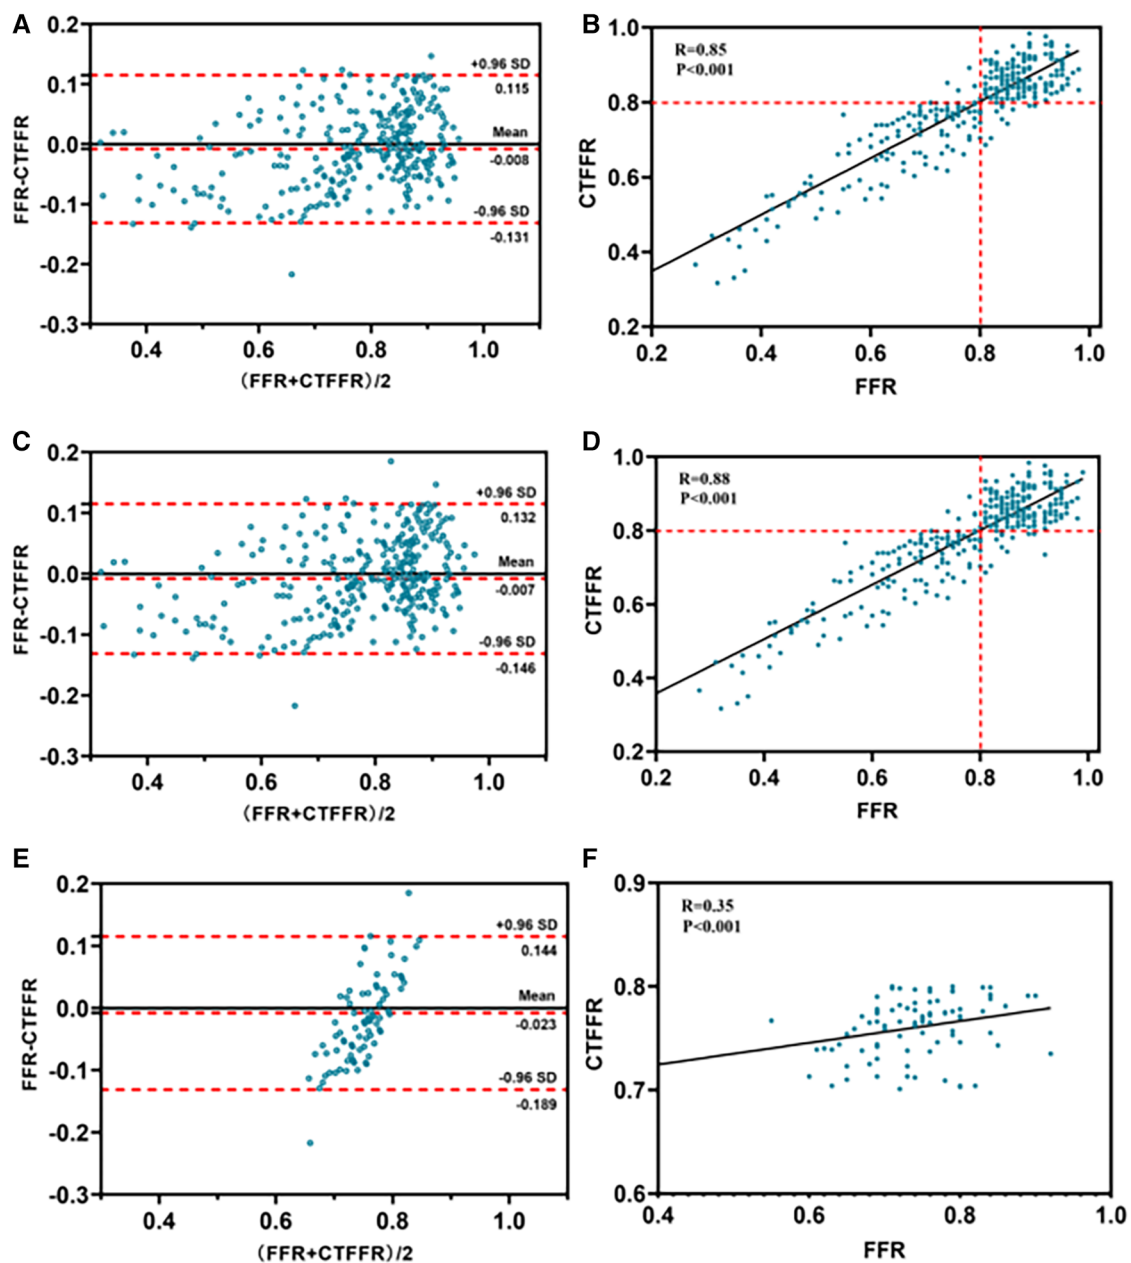 A
0.2
0.1
0.0
-0.1
-0.2
-0.3
FFR-CTFFR
+0.96 SD
0.115
Mean
-0.008
-0.96 SD
-0.131
0.4 0.6 0.8 1.0
(FFR+CTFFR)/2
B
1.0
0.8
0.6
0.4
0.2
CTFFR
R=0.85
P<0.001
0.2 0.4 0.6 0.8 1.0
FFR
C
0.2
0.1
0.0
-0.1
-0.2
-0.3
FFR-CTFFR
+0.96 SD
0.132
Mean
-0.007
-0.96 SD
-0.146
0.4 0.6 0.8 1.0
(FFR+CTFFR)/2
D
1.0
0.8
0.6
0.4
0.2
CTFFR
R=0.88
P<0.001
0.2 0.4 0.6 0.8 1.0
FFR
E
0.2
0.1
0.0
-0.1
-0.2
-0.3
FFR-CTFFR
+0.96 SD
0.144
Mean
-0.023
-0.96 SD
-0.189
0.4 0.6 0.8 1.0
(FFR+CTFFR)/2
F
0.9
0.8
0.7
0.6
CTFFR
R=0.35
P<0.001
0.4 0.6 0.8 1.0
FFR